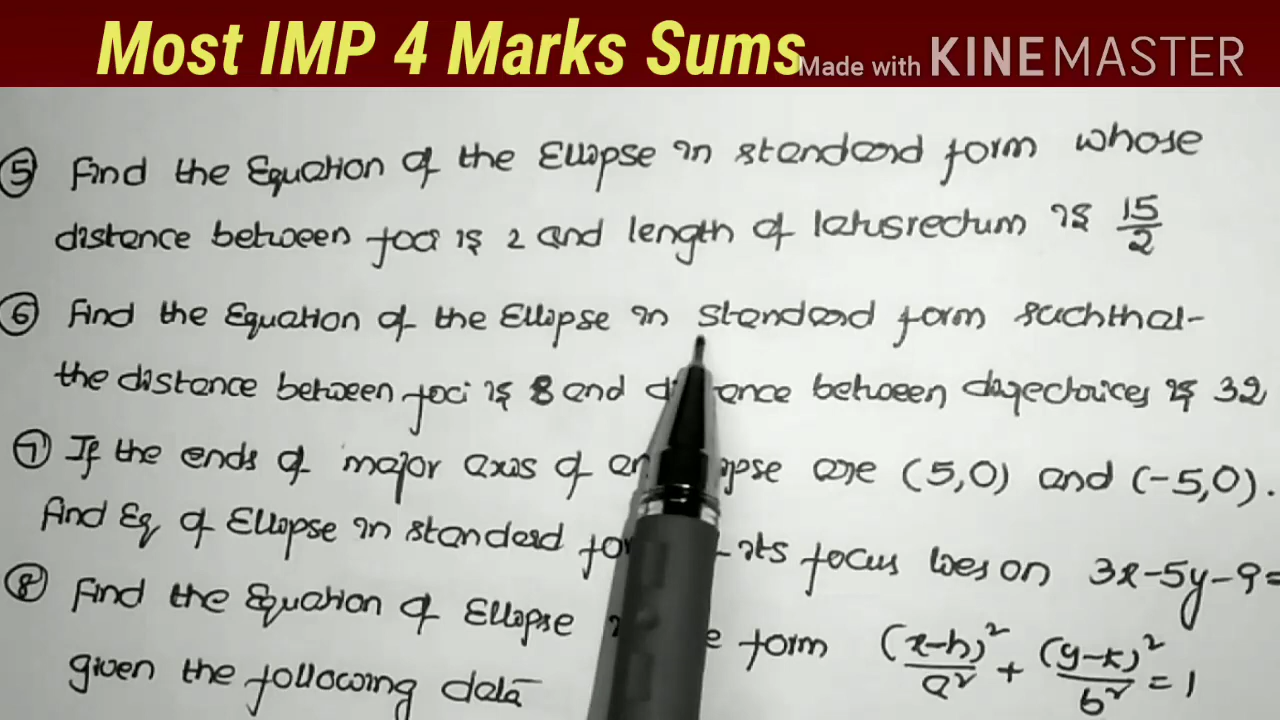 Most IMP 4 Marks Sums
Made with KINEMASTER
⑤ Find the Equation of the Ellipse in standard form whose
distance between foci is 2 and length of latusrectum is 15/2
⑥ Find the Equation of the Ellipse in standard form suchthat
the distance between foci is 8 and distance between directrices is 32
⑦ If the ends of major axis of an ellipse are (5,0) and (-5,0).
Find Eq of Ellipse in standard its focus lies on 3x-5y-9=
⑧ Find the Equation of Ellipse form (x-h)²/a² + (y-k)²/b² = 1
given the following data